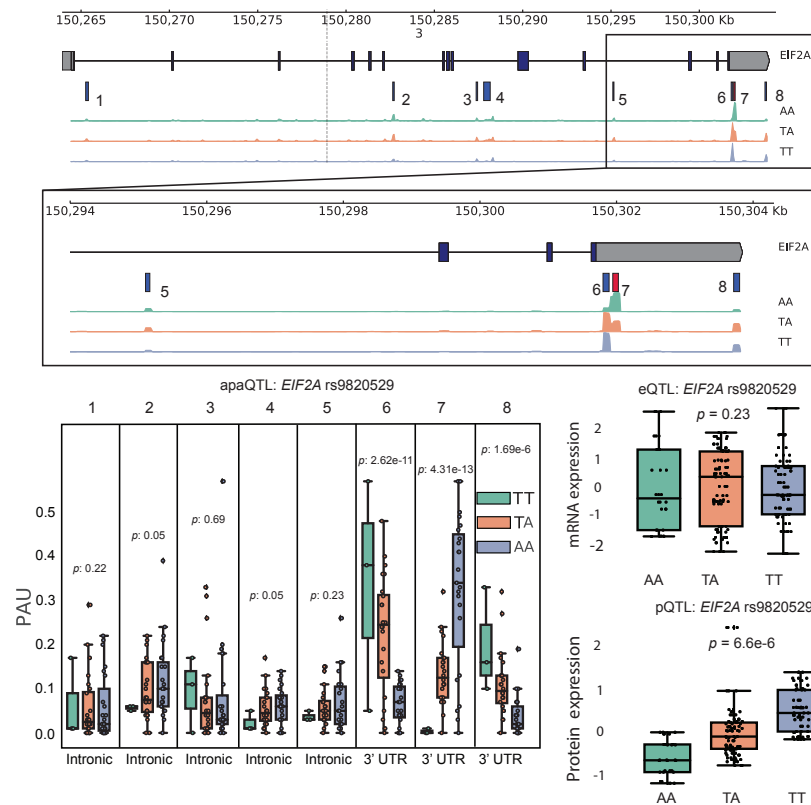 150,265 150,270 150,275 150,280 150,285 150,290 150,295 150,300 Kb
3
EIF2A
1 2 3 4 5 6 7 8
AA
TA
TT
150,294 150,296 150,298 150,300 150,302 150,304 Kb
EIF2A
5 6 7 8
AA
TA
TT
apaQTL: EIF2A rs9820529
1 2 3 4 5 6 7 8
p: 0.22 p: 0.05 p: 0.69 p: 0.05 p: 0.23 p: 2.62e-11 p: 4.31e-13 p: 1.69e-6
TT
TA
AA
PAU
0.5
0.4
0.3
0.2
0.1
0.0
Intronic Intronic Intronic Intronic Intronic 3' UTR 3' UTR 3' UTR
eQTL: EIF2A rs9820529
p = 0.23
mRNA expression
2
1
0
-1
-2
AA TA TT
pQTL: EIF2A rs9820529
p = 6.6e-6
Protein expression
2
1
0
-1
AA TA TT